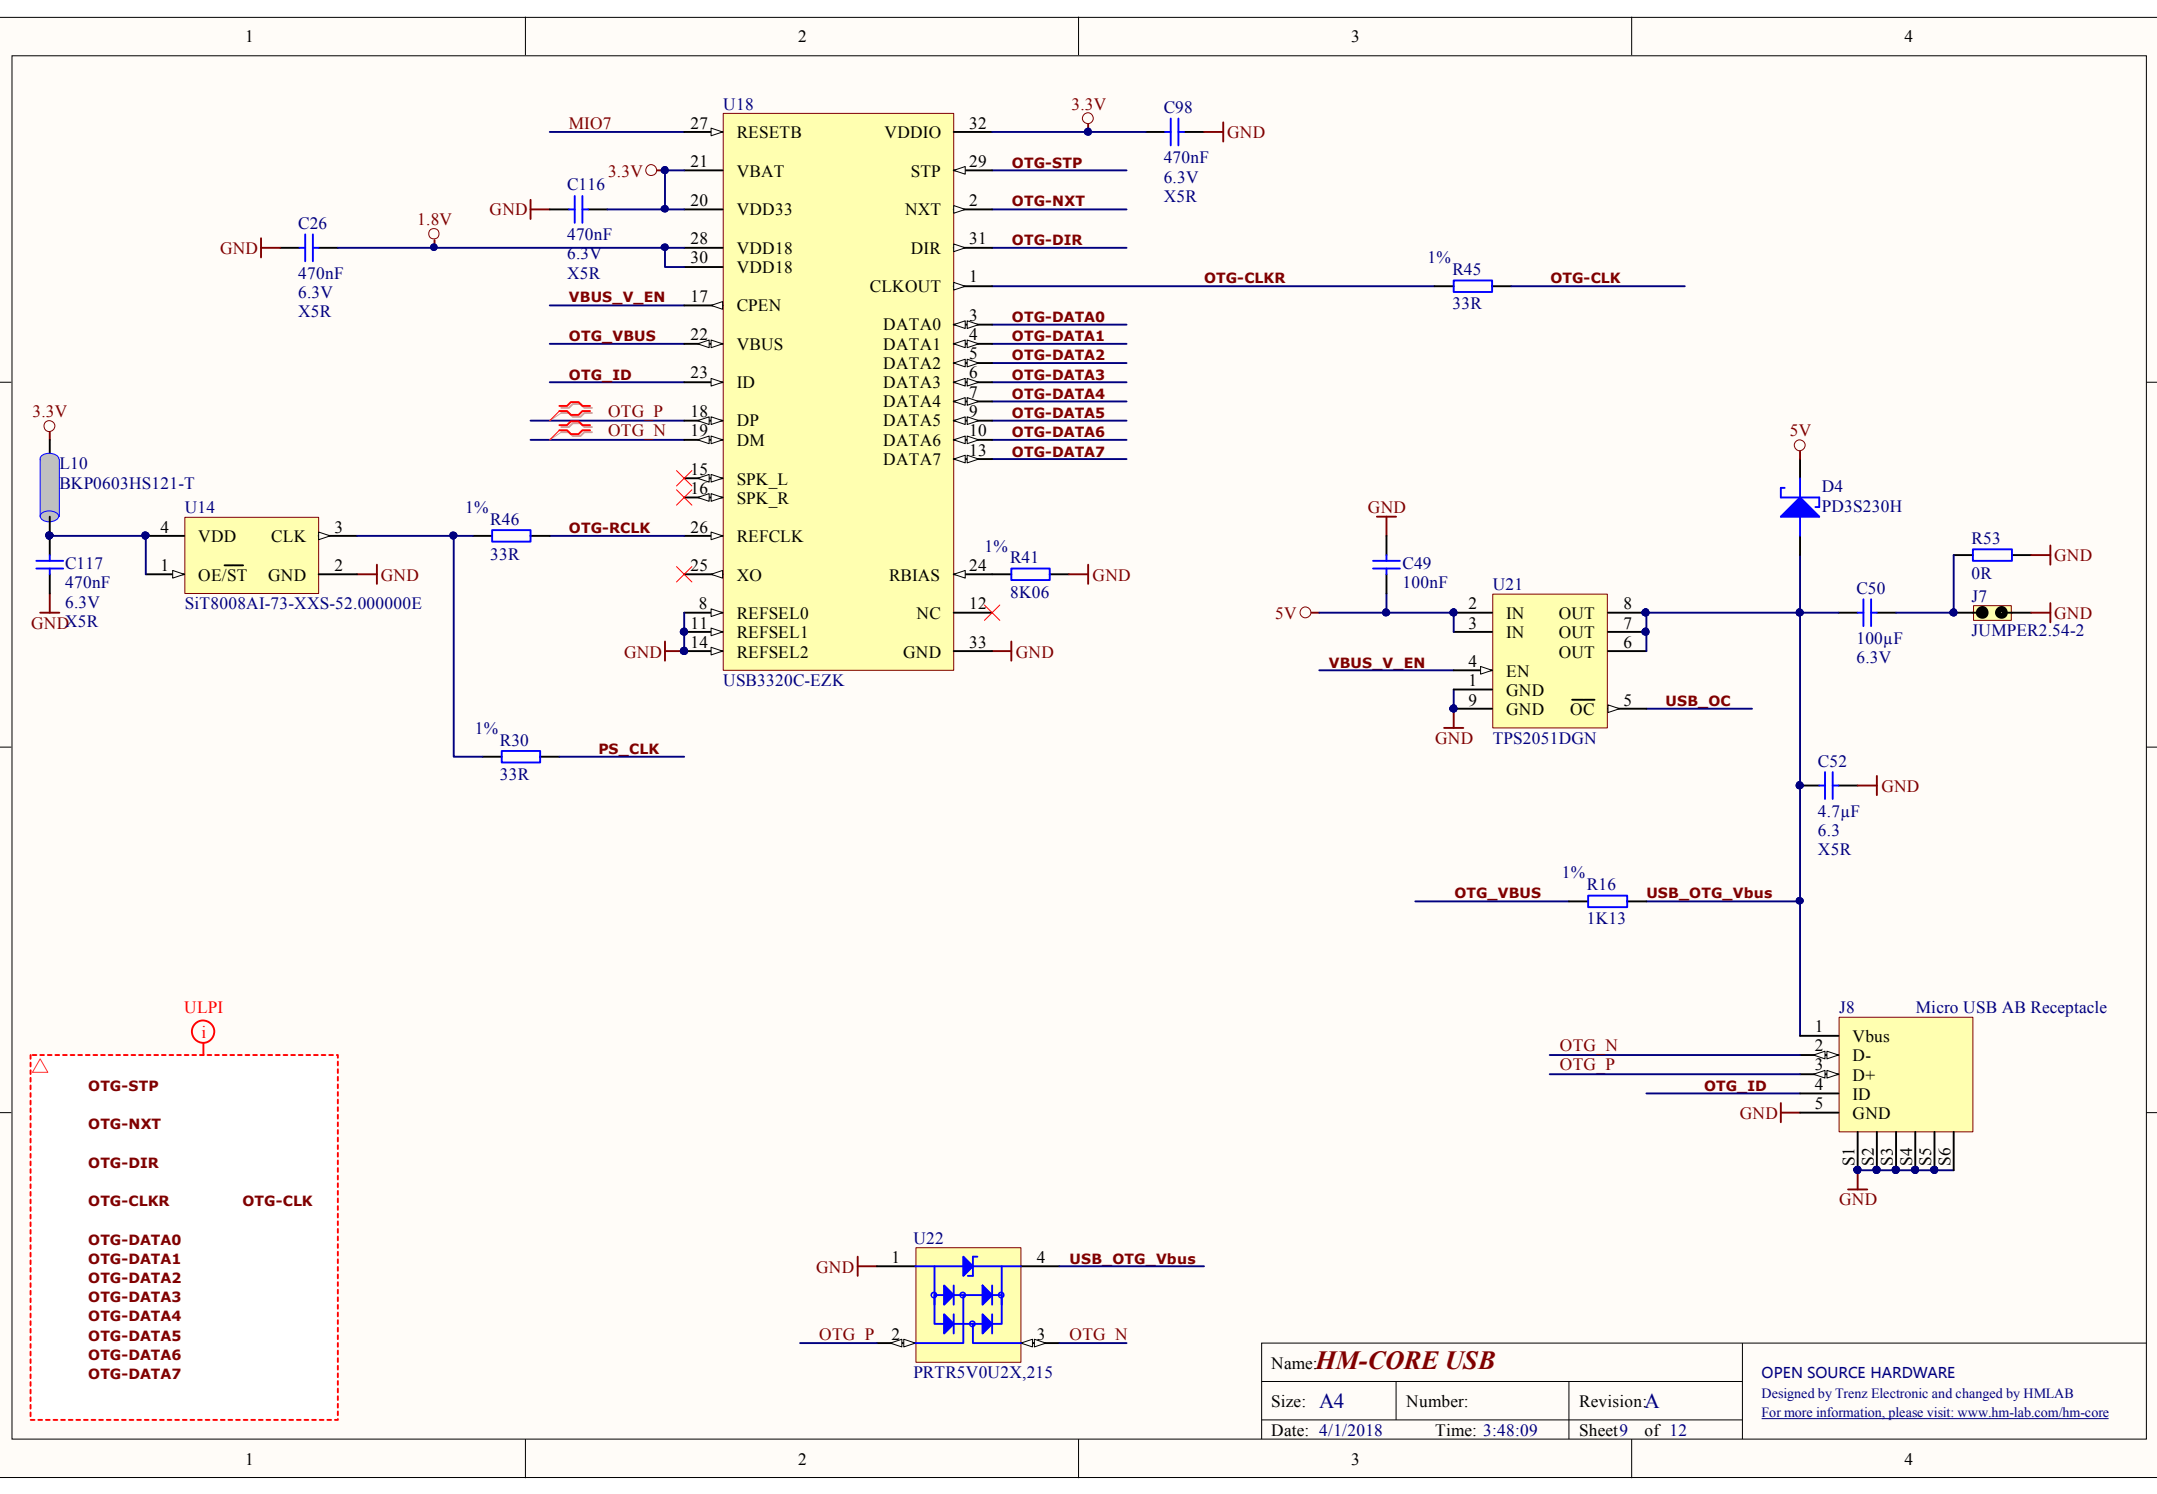 1 2 3 4
U18
USB3320C-EZK
MIO7 27 RESETB
3.3V 21 VBAT
20 VDD33
GND C116 470nF 6.3V X5R
GND C26 470nF 6.3V X5R
1.8V 28 VDD18
30 VDD18
VBUS_V_EN 17 CPEN
OTG_VBUS 22 VBUS
OTG_ID 23 ID
OTG_P 18 DP
OTG_N 19 DM
15 SPK_L
16 SPK_R
OTG-RCLK 26 REFCLK
25 XO
8 REFSEL0
11 REFSEL1
GND 14 REFSEL2
VDDIO 32 3.3V
C98 470nF 6.3V X5R GND
STP 29 OTG-STP
NXT 2 OTG-NXT
DIR 31 OTG-DIR
CLKOUT 1 OTG-CLKR 1% R45 33R OTG-CLK
DATA0 3 OTG-DATA0
DATA1 4 OTG-DATA1
DATA2 5 OTG-DATA2
DATA3 6 OTG-DATA3
DATA4 7 OTG-DATA4
DATA5 9 OTG-DATA5
DATA6 10 OTG-DATA6
DATA7 13 OTG-DATA7
RBIAS 24 1% R41 8K06 GND
NC 12
GND 33 GND
3.3V
L10
BKP0603HS121-T
C117
470nF
6.3V
X5R
GND
U14
4 VDD CLK 3
1 OE/ST GND 2 GND
SiT8008AI-73-XXS-52.000000E
1% R46 33R
1% R30 33R PS_CLK
5V
D4
PD3S230H
GND
C49
100nF
5V
U21
2 IN OUT 8
3 IN OUT 7
OUT 6
VBUS_V_EN 4 EN
1 GND
9 GND OC 5 USB_OC
GND
TPS2051DGN
C50
100µF
6.3V
R53
0R
GND
J7
GND
JUMPER2.54-2
C52
GND
4.7µF
6.3
X5R
OTG_VBUS 1% R16 1K13 USB_OTG_Vbus
J8 Micro USB AB Receptacle
1 Vbus
OTG_N 2 D-
OTG_P 3 D+
OTG_ID 4 ID
GND 5 GND
S1 S2 S3 S4 S5 S6
GND
ULPI
i
OTG-STP
OTG-NXT
OTG-DIR
OTG-CLKR OTG-CLK
OTG-DATA0
OTG-DATA1
OTG-DATA2
OTG-DATA3
OTG-DATA4
OTG-DATA5
OTG-DATA6
OTG-DATA7
U22
GND 1 4 USB_OTG_Vbus
OTG_P 2 3 OTG_N
PRTR5V0U2X,215
Name: HM-CORE USB
Size: A4 Number: Revision: A
Date: 4/1/2018 Time: 3:48:09 Sheet 9 of 12
OPEN SOURCE HARDWARE
Designed by Trenz Electronic and changed by HMLAB
For more information, please visit: www.hm-lab.com/hm-core
1 2 3 4